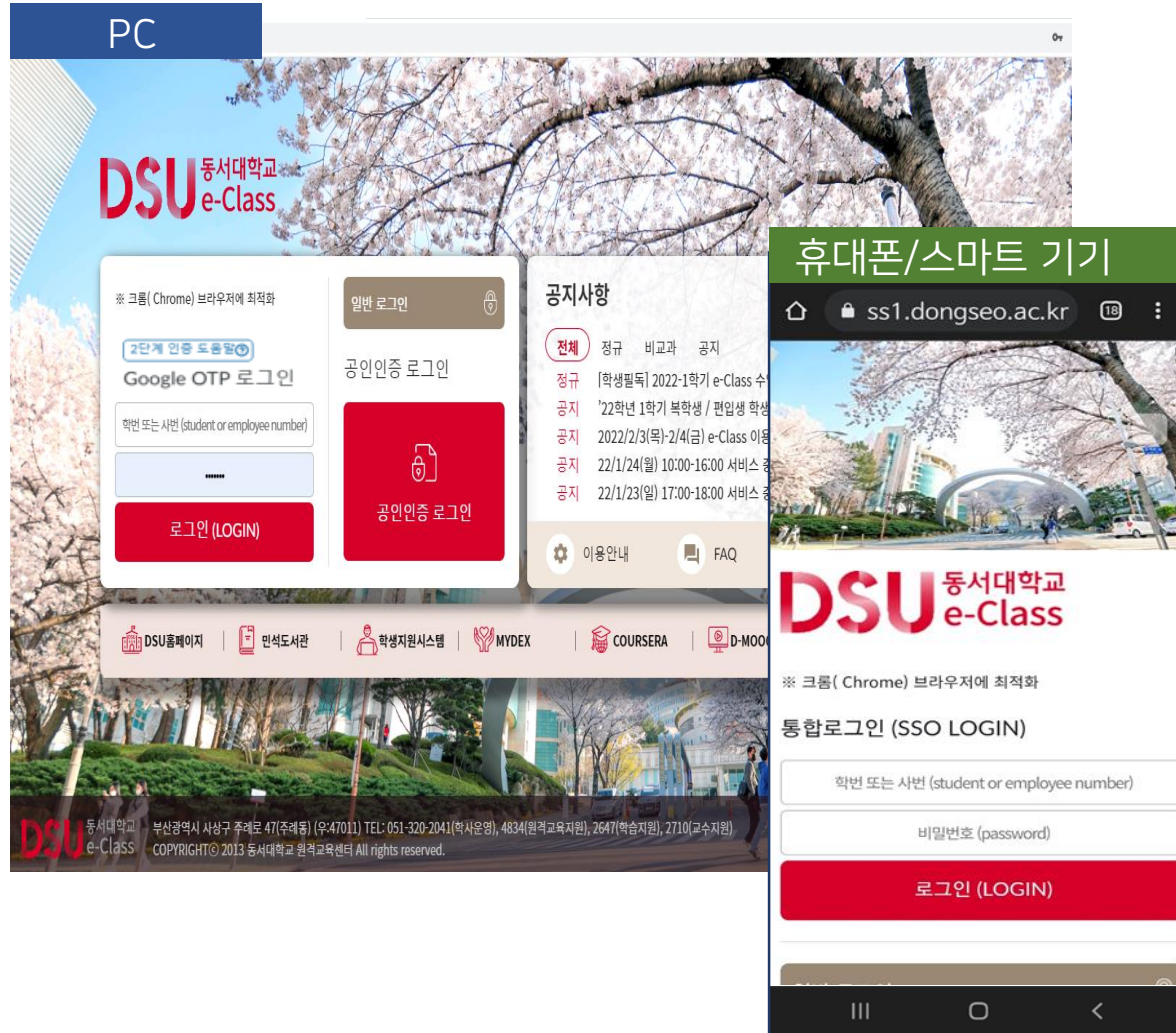 PC
DSU 동서대학교
e-Class
※ 크롬( Chrome) 브라우저에 최적화
2단계 인증 도움말
Google OTP 로그인
학번 또는 사번 (student or employee number)
로그인 (LOGIN)
일반 로그인
공인인증 로그인
공인인증 로그인
공지사항
전체 정규 비교과 공지
정규 [학생필독] 2022-1학기 e-Class 수
공지 '22학년 1학기 복학생 / 편입생 학생
공지 2022/2/3(목)-2/4(금) e-Class 이용
공지 22/1/24(월) 10:00-16:00 서비스 중
공지 22/1/23(일) 17:00-18:00 서비스 중
이용안내 FAQ
DSU홈페이지 민석도서관 학생지원시스템 MYDEX COURSERA D-MOOC
DSU 동서대학교
e-Class
부산광역시 사상구 주례로 47(주례동) (우:47011) TEL: 051-320-2041(학사운영), 4834(원격교육지원), 2647(학습지원), 2710(교수지원)
COPYRIGHTⓒ 2013 동서대학교 원격교육센터 All rights reserved.
휴대폰/스마트 기기
ss1.dongseo.ac.kr 18
DSU 동서대학교
e-Class
※ 크롬( Chrome) 브라우저에 최적화
통합로그인 (SSO LOGIN)
학번 또는 사번 (student or employee number)
비밀번호 (password)
로그인 (LOGIN)